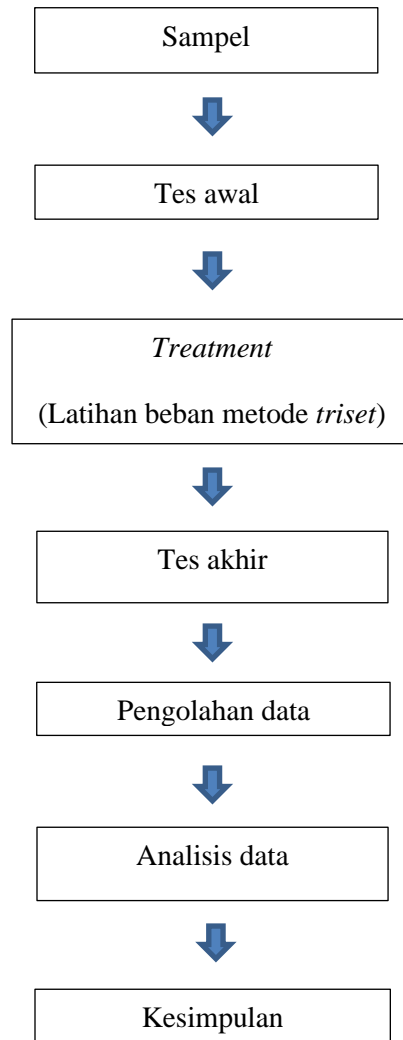 Sampel
Tes awal
Treatment
(Latihan beban metode triset)
Tes akhir
Pengolahan data
Analisis data
Kesimpulan